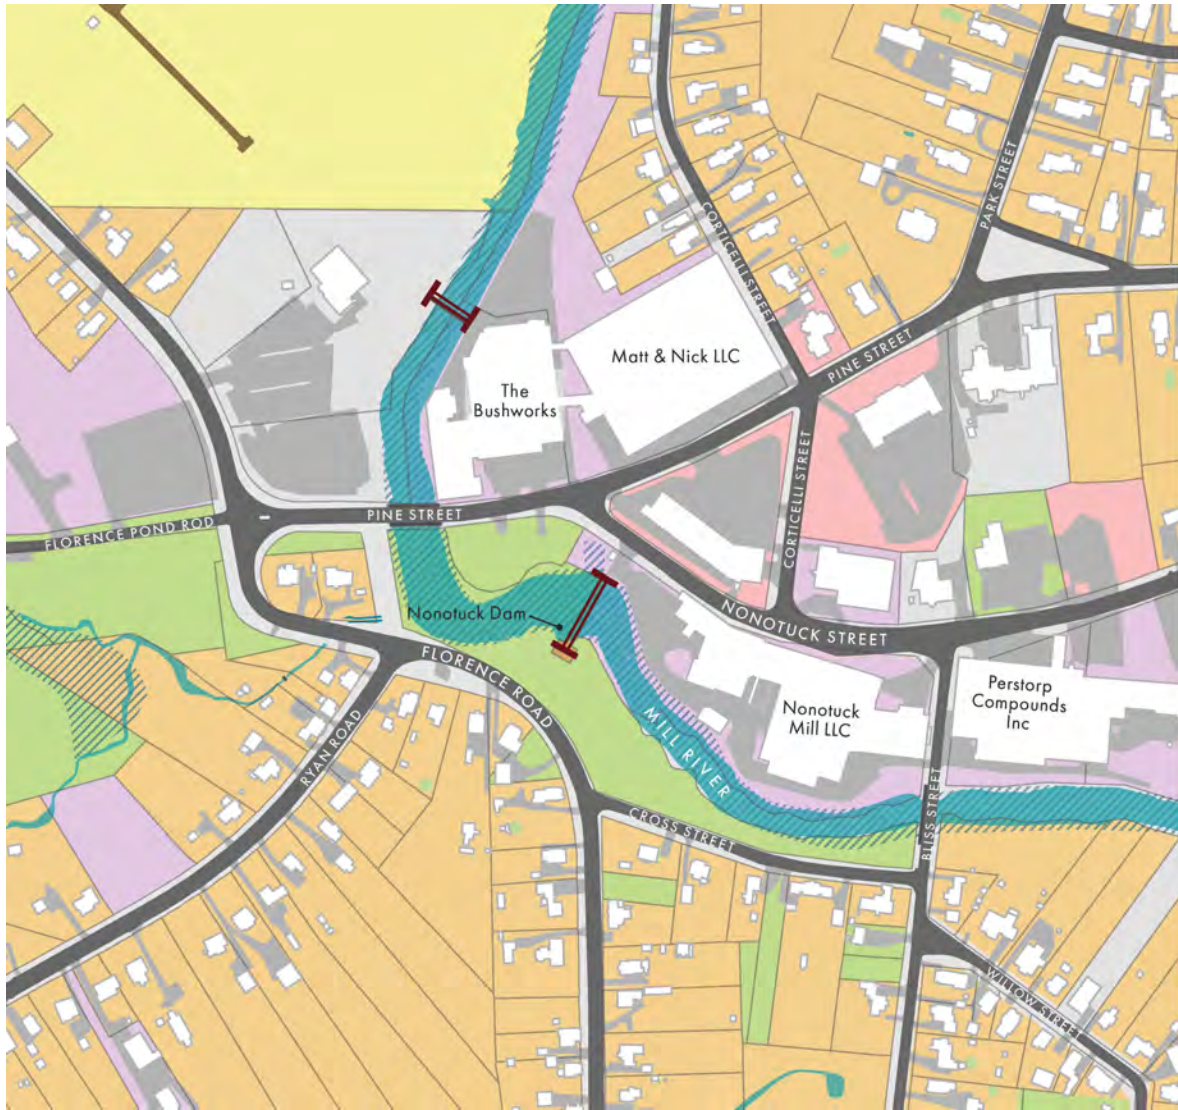 CORTICELLI STREET
PARK STREET
Matt & Nick LLC
PINE STREET
The
Bushworks
PINE STREET
FLORENCE POND ROD
CORTICELLI STREET
Nonotuck Dam
NONOTUCK STREET
FLORENCE ROAD
Perstorp
Compounds
Inc
Nonotuck
Mill LLC
MILL RIVER
RYAN ROAD
CROSS STREET
BLISS STREET
WILLOW STREET